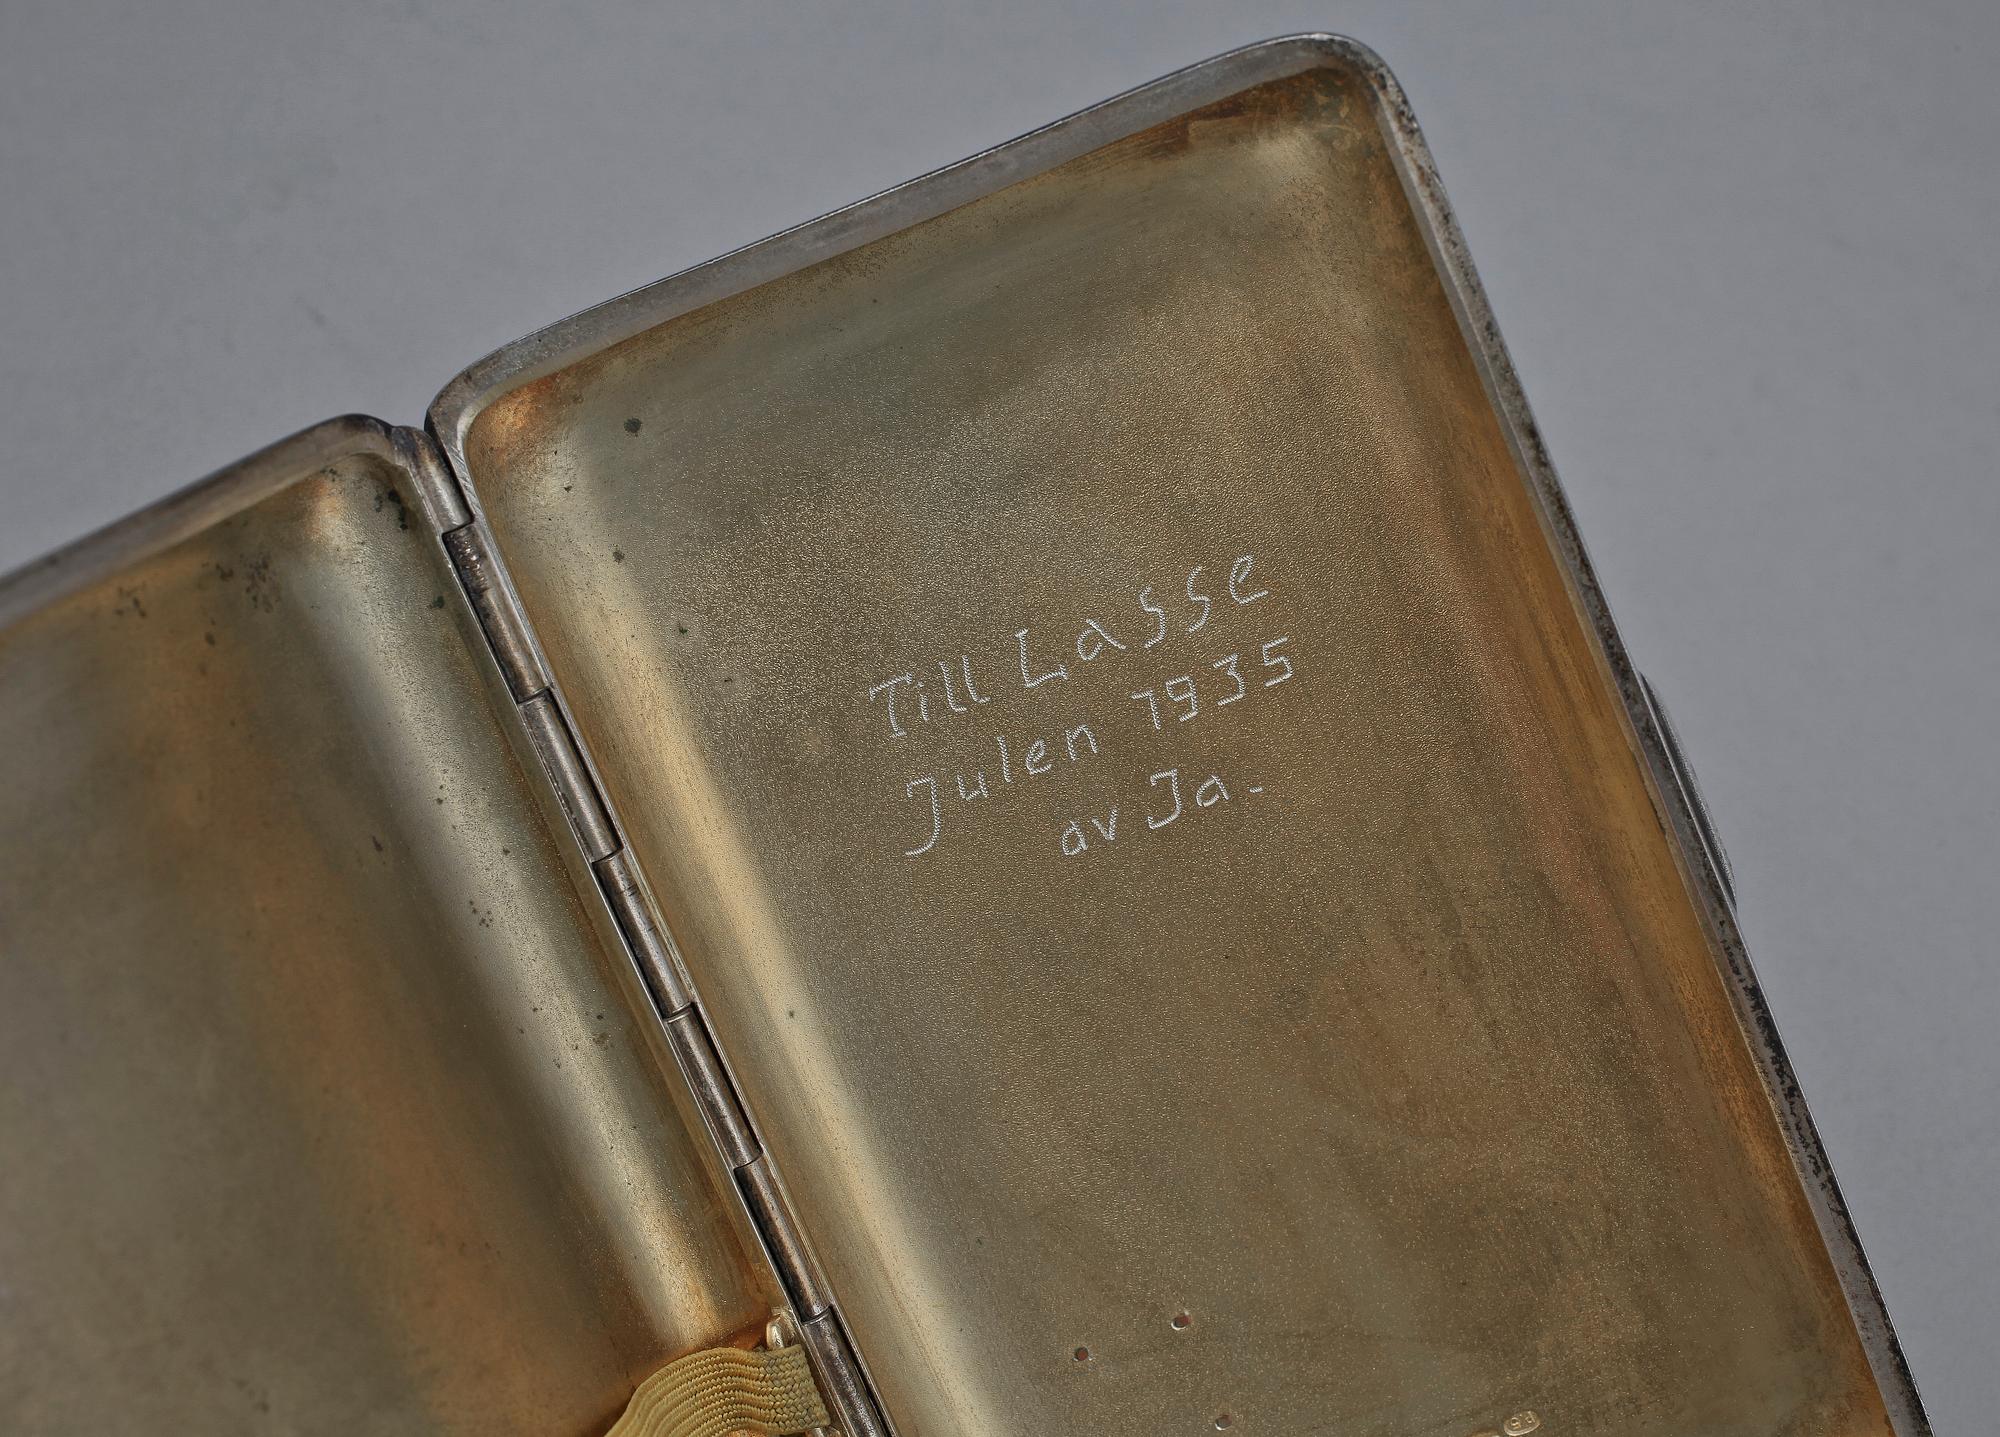 Till Lasse
Julen 1935
av Ja.